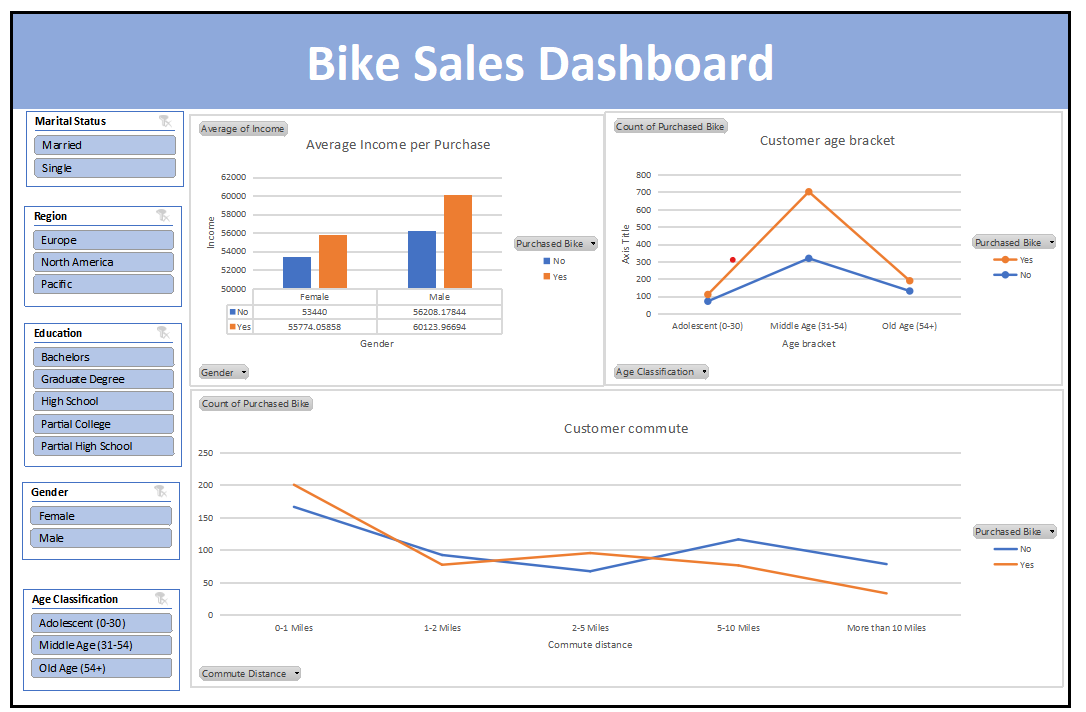 Bike Sales Dashboard
Marital Status
Married
Single
Region
Europe
North America
Pacific
Education
Bachelors
Graduate Degree
High School
Partial College
Partial High School
Gender
Female
Male
Age Classification
Adolescent (0-30)
Middle Age (31-54)
Old Age (54+)
Average of Income
Average Income per Purchase
62000
60000
58000
56000
54000
52000
50000
Income
Female Male
No 53440 56208.17844
Yes 55774.05858 60123.96694
Gender
Purchased Bike
No
Yes
Gender
Count of Purchased Bike
Customer age bracket
800
700
600
500
400
300
200
100
0
Axis Title
Adolescent (0-30) Middle Age (31-54) Old Age (54+)
Age bracket
Purchased Bike
Yes
No
Age Classification
Count of Purchased Bike
Customer commute
250
200
150
100
50
0
0-1 Miles 1-2 Miles 2-5 Miles 5-10 Miles More than 10 Miles
Commute distance
Purchased Bike
No
Yes
Commute Distance